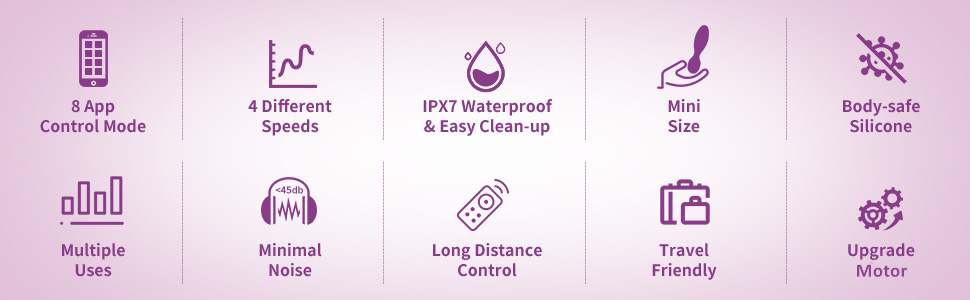 8 App
Control Mode
4 Different
Speeds
IPX7 Waterproof
& Easy Clean-up
Mini
Size
Body-safe
Silicone
Multiple
Uses
<45db
Minimal
Noise
Long Distance
Control
Travel
Friendly
Upgrade
Motor